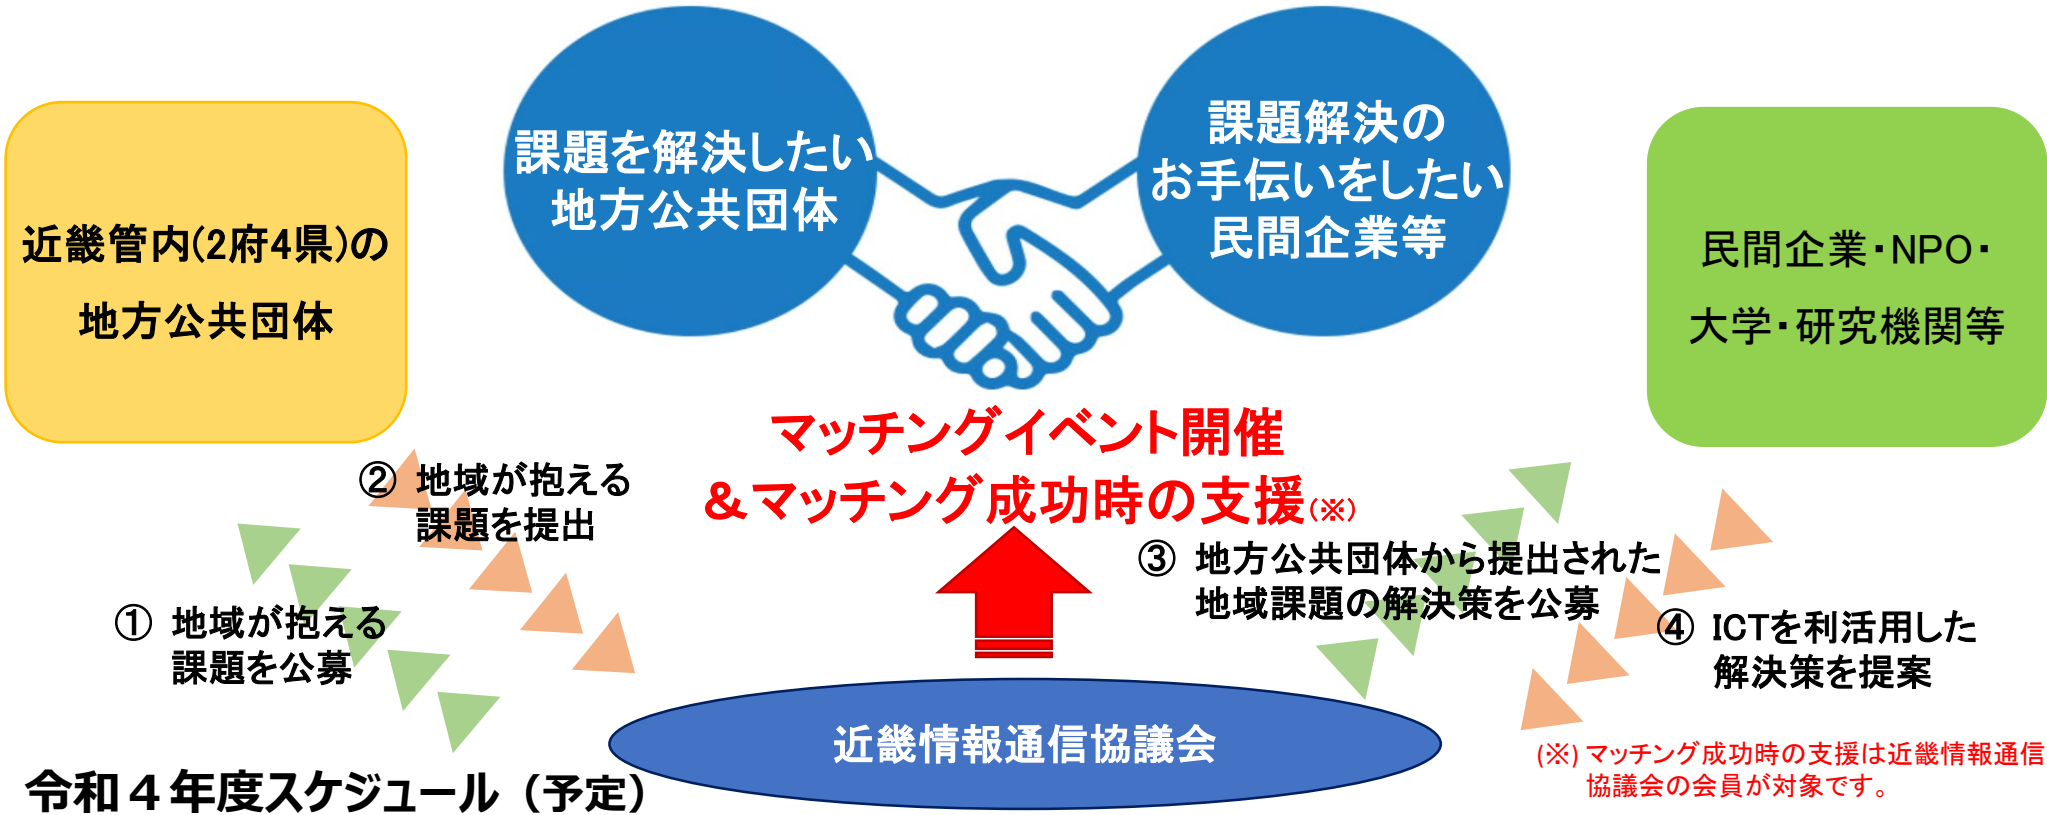 課題を解決したい
地方公共団体
課題解決の
お手伝いをしたい
民間企業等
近畿管内(2府4県)の
地方公共団体
民間企業・NPO・
大学・研究機関等
マッチングイベント開催
＆マッチング成功時の支援(※)
② 地域が抱える
課題を提出
① 地域が抱える
課題を公募
③ 地方公共団体から提出された
地域課題の解決策を公募
④ ICTを利活用した
解決策を提案
近畿情報通信協議会
(※) マッチング成功時の支援は近畿情報通信
協議会の会員が対象です。
令和４年度スケジュール（予定）